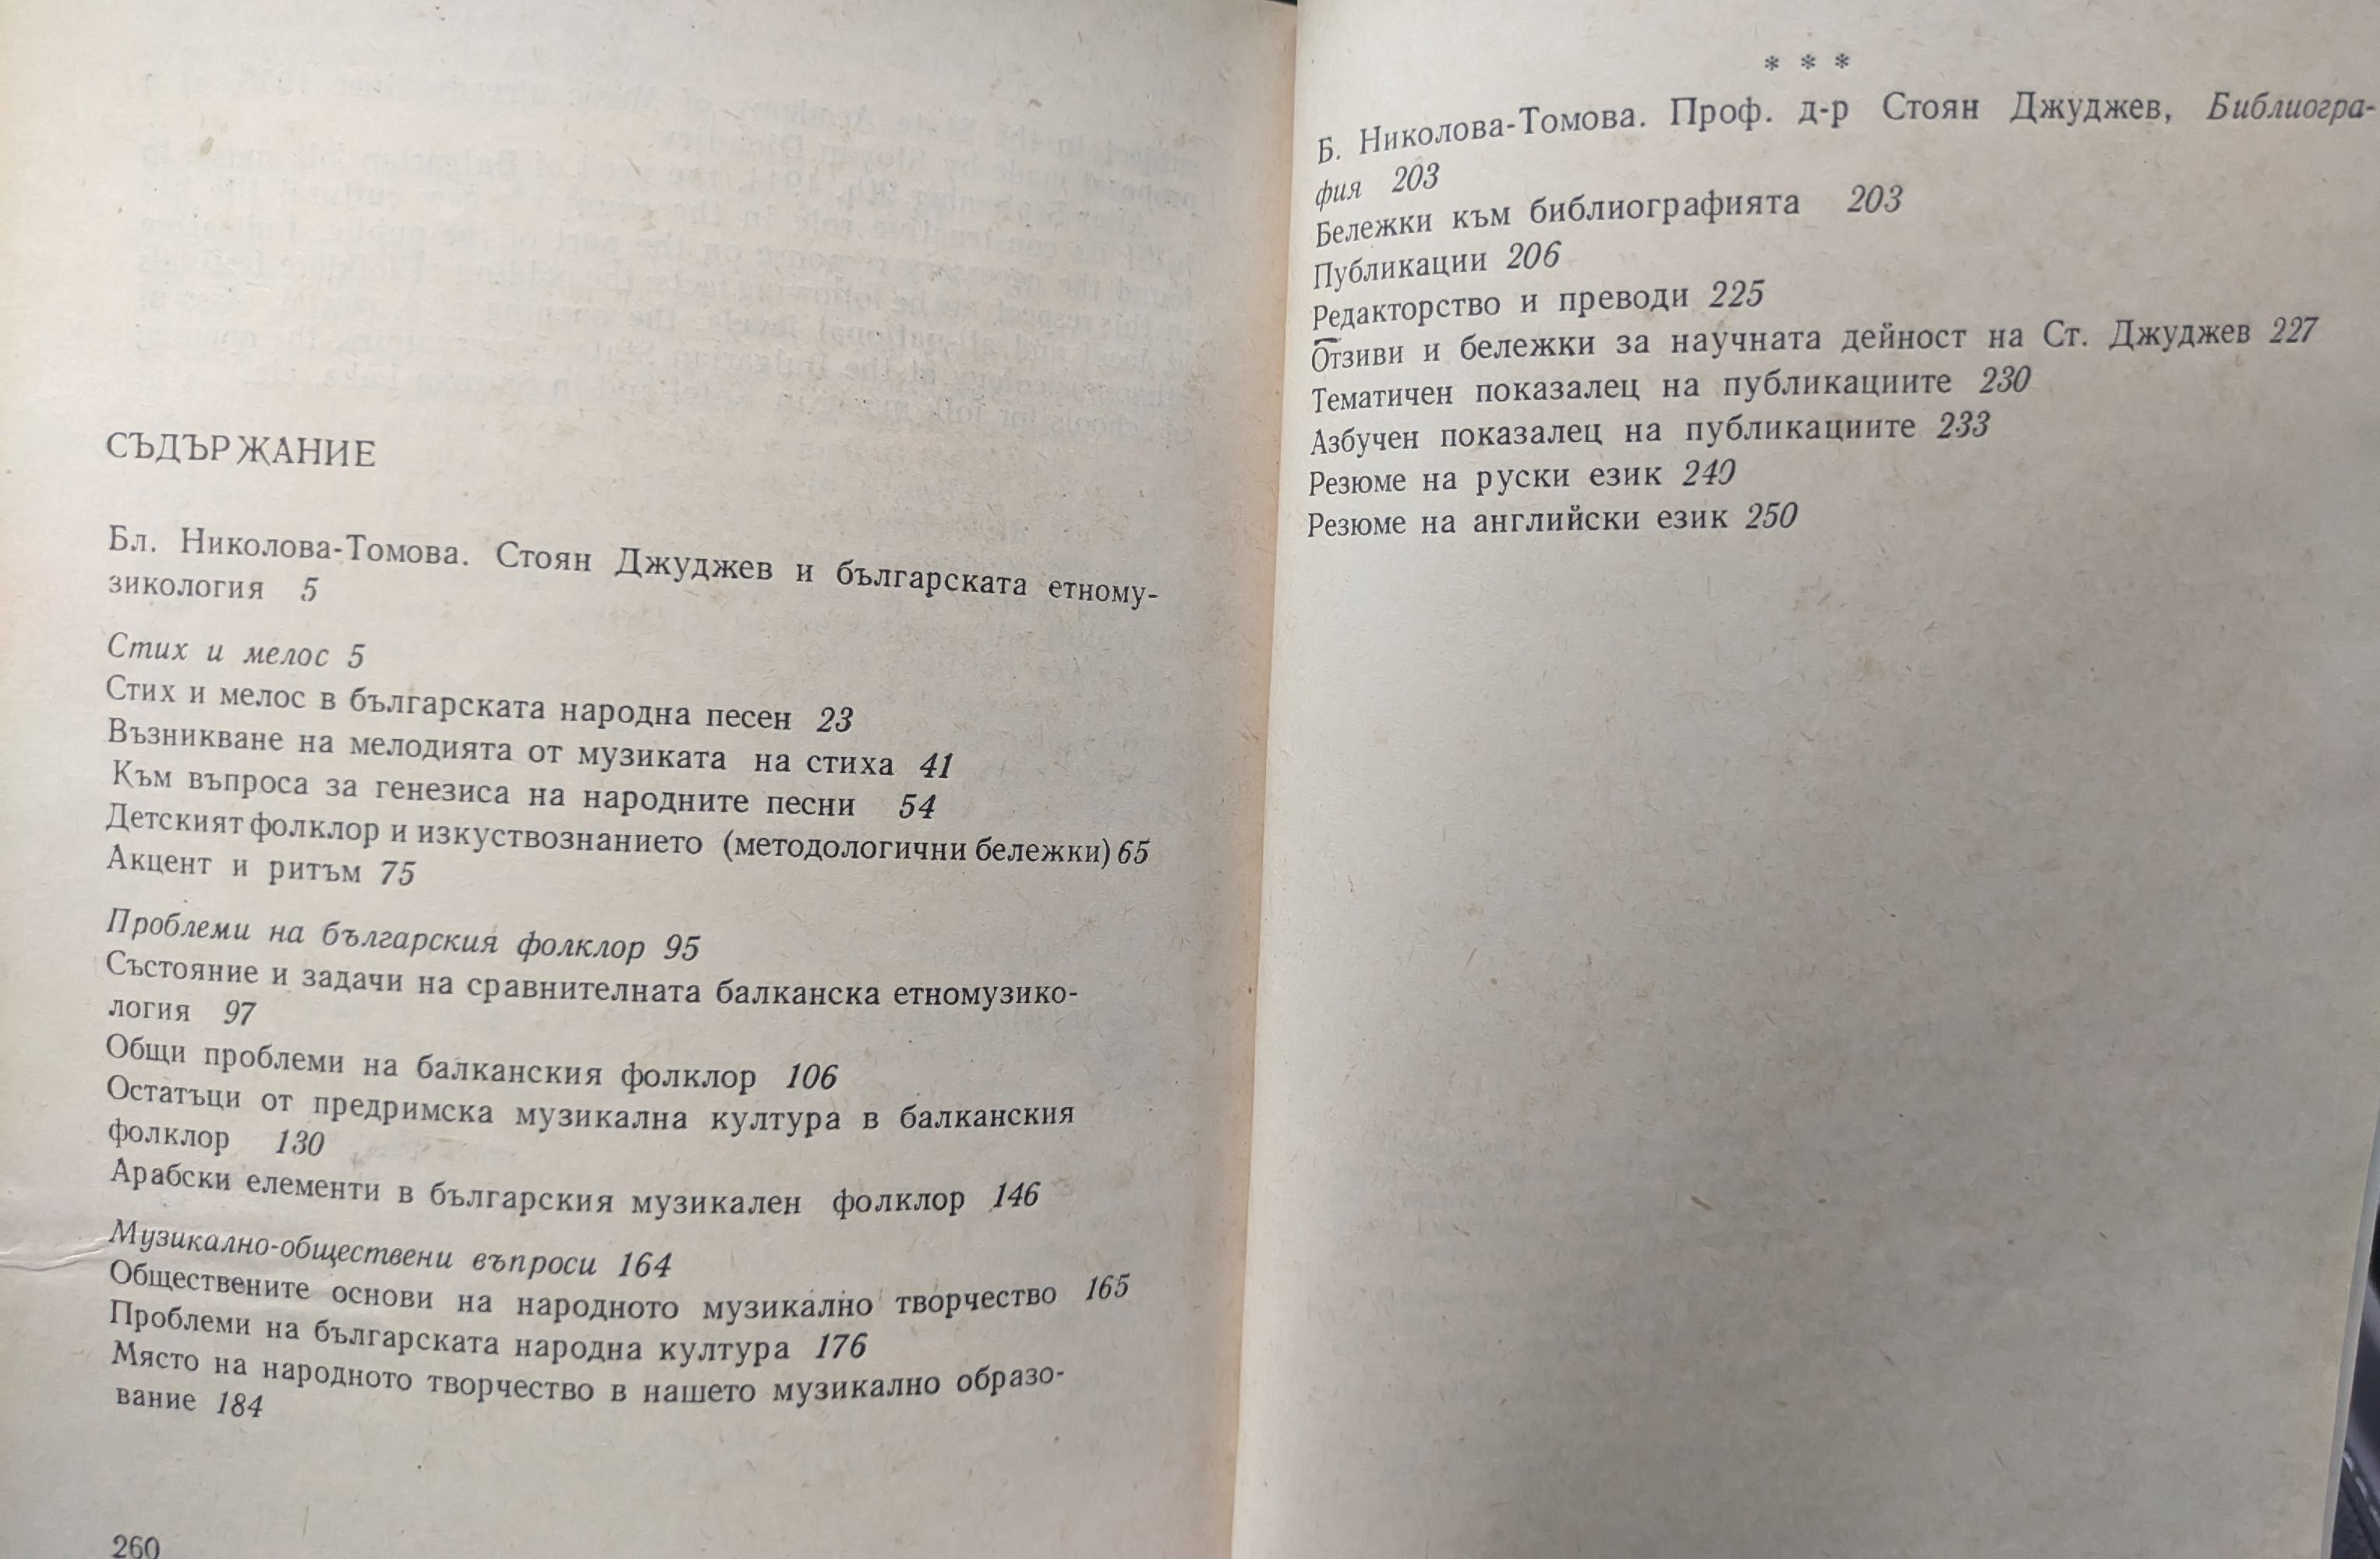 СЪДЪРЖАНИЕ
Бл. Николова-Томова. Стоян Джуджев и българската етному-
зикология 5
Стих и мелос 5
Стих и мелос в българската народна песен 23
Възникване на мелодията от музиката на стиха 41
Към въпроса за генезиса на народните песни 54
Детският фолклор и изкуствознанието (методологични бележки) 65
Акцент и ритъм 75
Проблеми на българския фолклор 95
Състояние и задачи на сравнителната балканска етномузико-
логия 97
Общи проблеми на балканския фолклор 106
Остатъци от предримска музикална култура в балканския
фолклор 130
Арабски елементи в българския музикален фолклор 146
Музикално-обществени въпроси 164
Обществените основи на народното музикално творчество 165
Проблеми на българската народна култура 176
Място на народното творчество в нашето музикално образо-
вание 184
260
* * *
Б. Николова-Томова. Проф. д-р Стоян Джуджев, Библиогра-
фия 203
Бележки към библиографията 203
Публикации 206
Редакторство и преводи 225
Отзиви и бележки за научната дейност на Ст. Джуджев 227
Тематичен показалец на публикациите 230
Азбучен показалец на публикациите 233
Резюме на руски език 240
Резюме на английски език 250